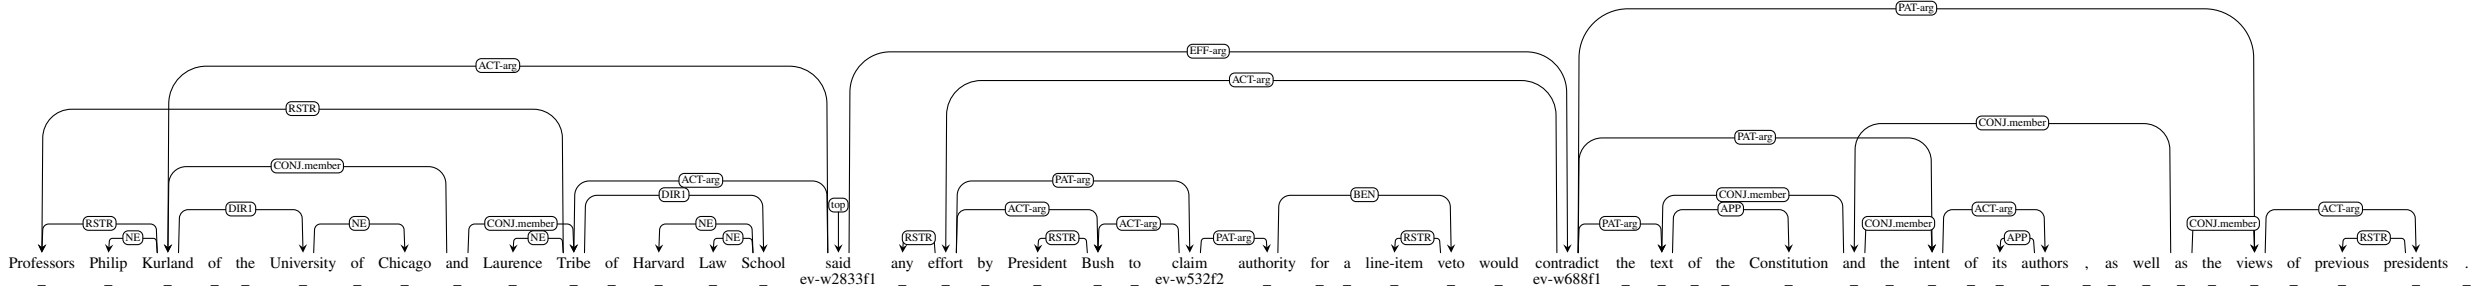 PAT-arg
EFF-arg
ACT-arg
ACT-arg
RSTR
CONJ.member
PAT-arg
CONJ.member
ACT-arg PAT-arg
DIR1 BEN CONJ.member
top
DIR1 NE ACT-arg APP ACT-arg ACT-arg
RSTR CONJ.member NE ACT-arg PAT-arg CONJ.member CONJ.member
NE NE NE RSTR RSTR PAT-arg RSTR APP RSTR
Professors Philip Kurland of the University of Chicago and Laurence Tribe of Harvard Law School said any effort by President Bush to claim authority for a line-item veto would contradict the text of the Constitution and the intent of its authors , as well as the views of previous presidents .
_ _ _ _ _ _ _ _ _ _ _ _ _ _ _ ev-w2833f1 _ _ _ _ _ _ ev-w532f2 _ _ _ _ _ _ ev-w688f1 _ _ _ _ _ _ _ _ _ _ _ _ _ _ _ _ _ _ _ _ _